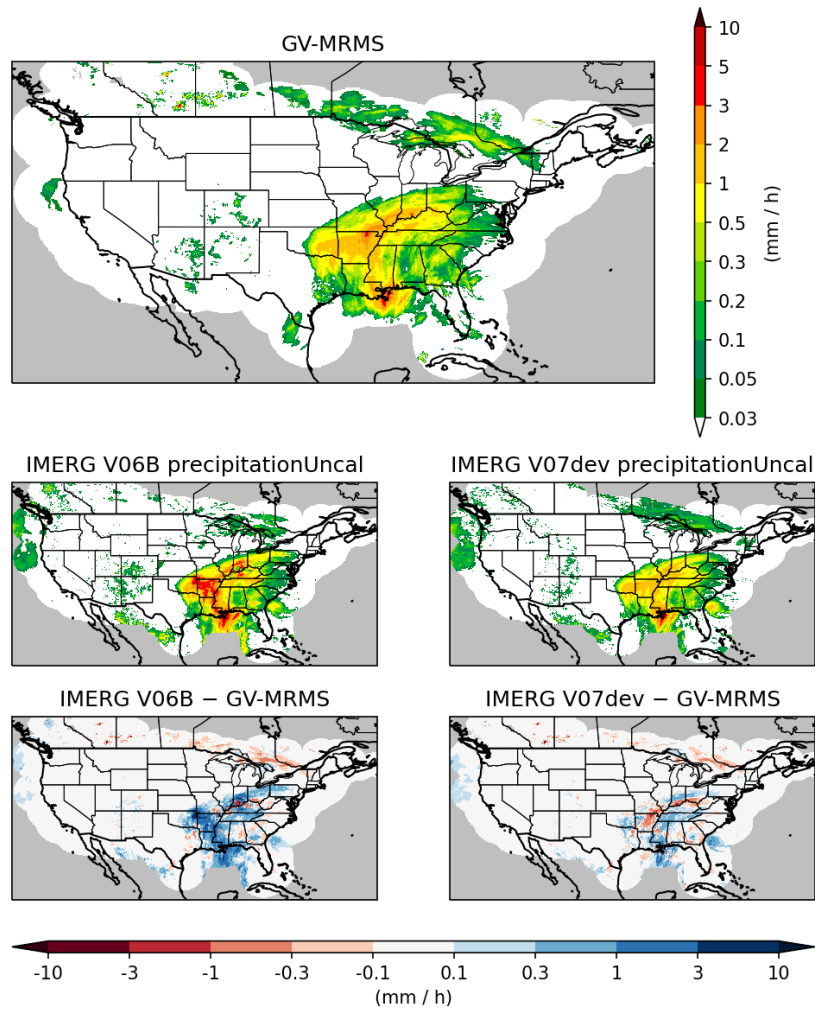 GV-MRMS
10
5
3
2
1
0.5
0.3
0.2
0.1
0.05
0.03
(mm / h)
IMERG V06B precipitationUncal
IMERG V07dev precipitationUncal
IMERG V06B − GV-MRMS
IMERG V07dev − GV-MRMS
-10 -3 -1 -0.3 -0.1 0.1 0.3 1 3 10
(mm / h)